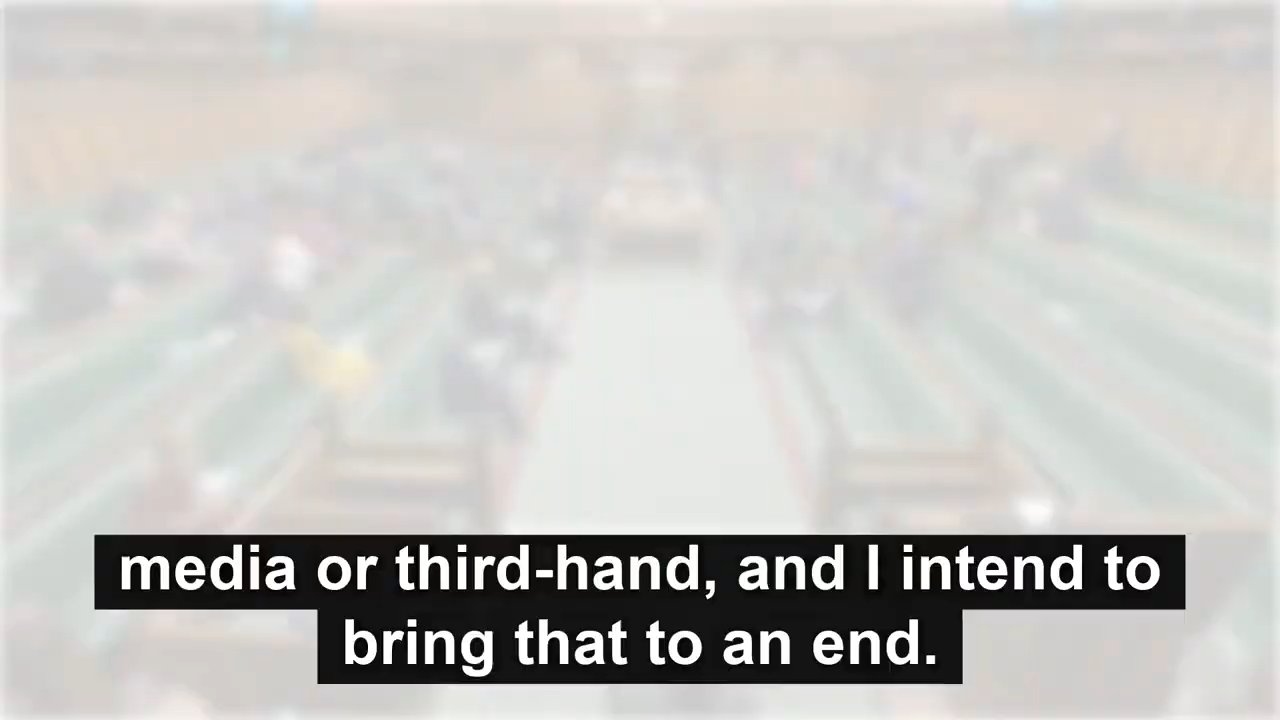 media or third-hand, and I intend to
bring that to an end.